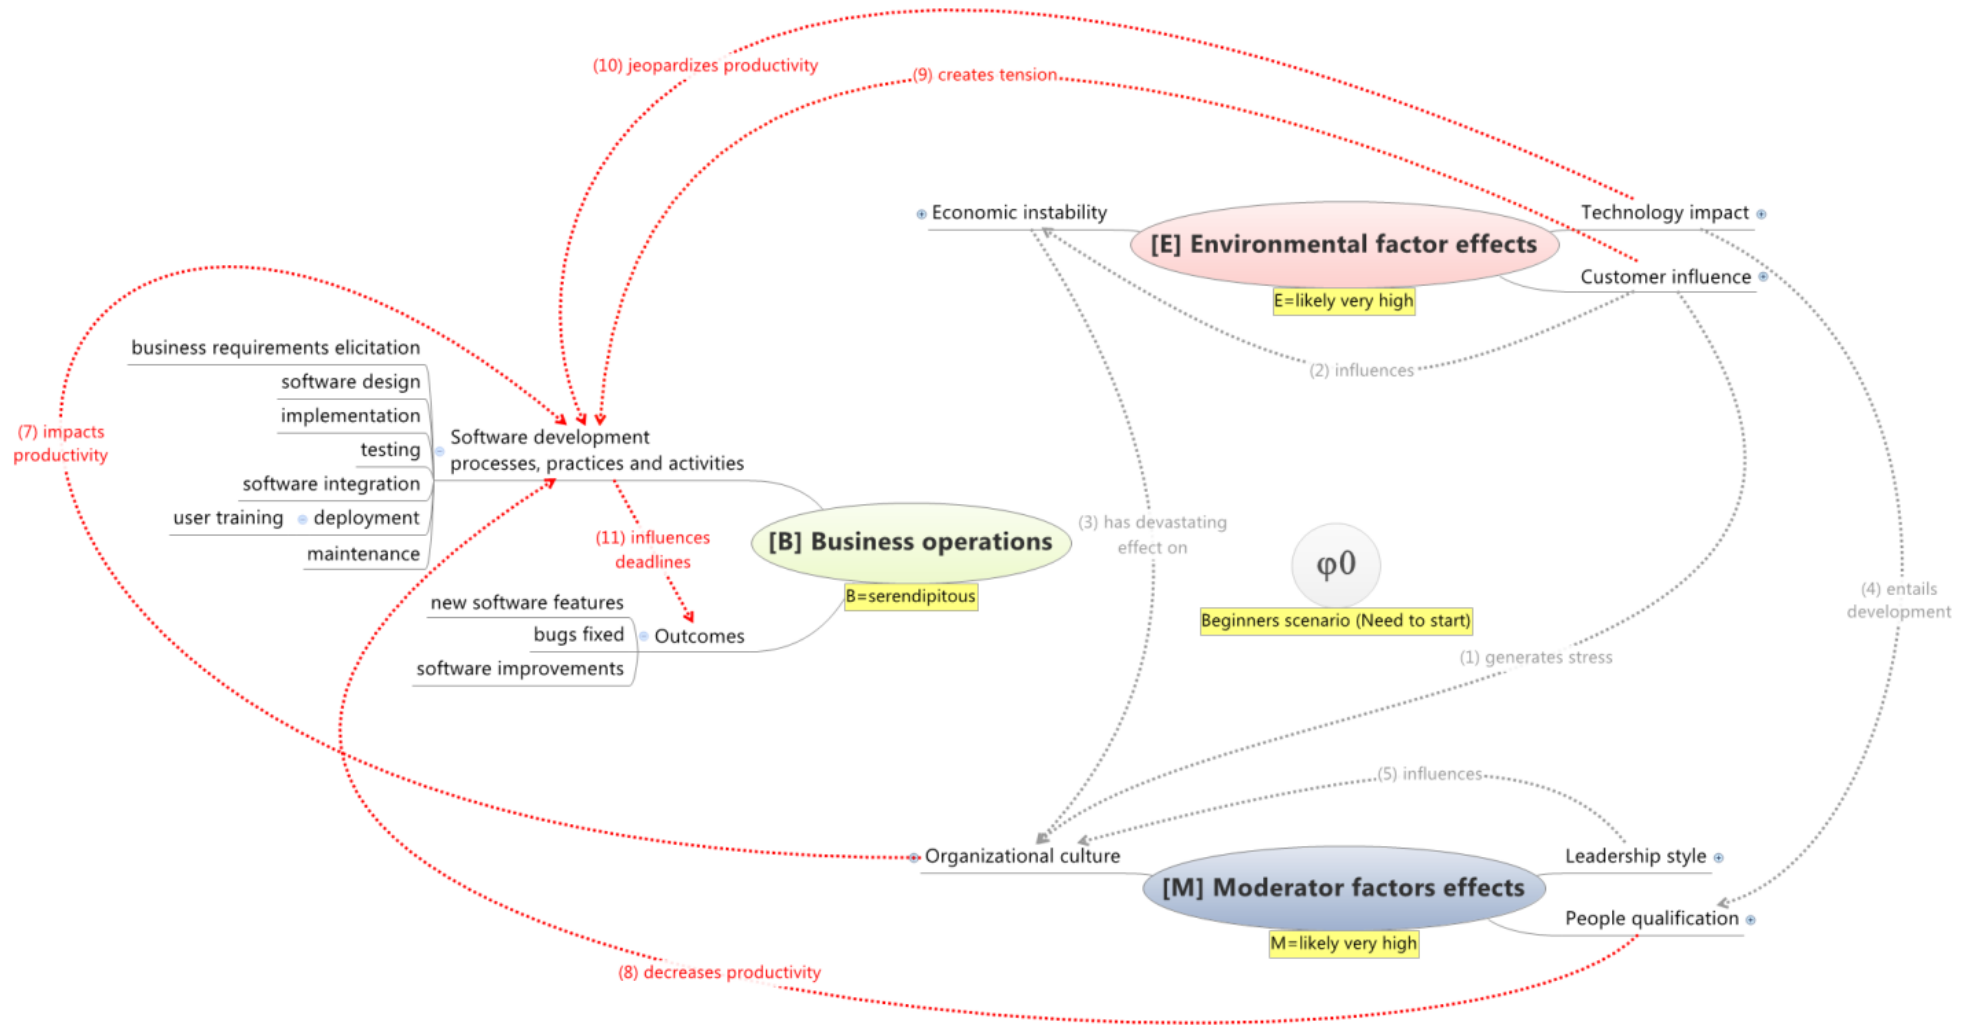 (10) jeopardizes productivity
(9) creates tension
Economic instability
[E] Environmental factor effects
Technology impact
Customer influence
E=likely very high
(2) influences
business requirements elicitation
software design
implementation
testing
software integration
user training
deployment
maintenance
(7) impacts
productivity
Software development
processes, practices and activities
(11) influences
deadlines
[B] Business operations
B=serendipitous
new software features
bugs fixed
software improvements
Outcomes
(3) has devastating
effect on
φ0
Beginners scenario (Need to start)
(4) entails
development
(1) generates stress
(5) influences
Organizational culture
[M] Moderator factors effects
Leadership style
People qualification
M=likely very high
(8) decreases productivity